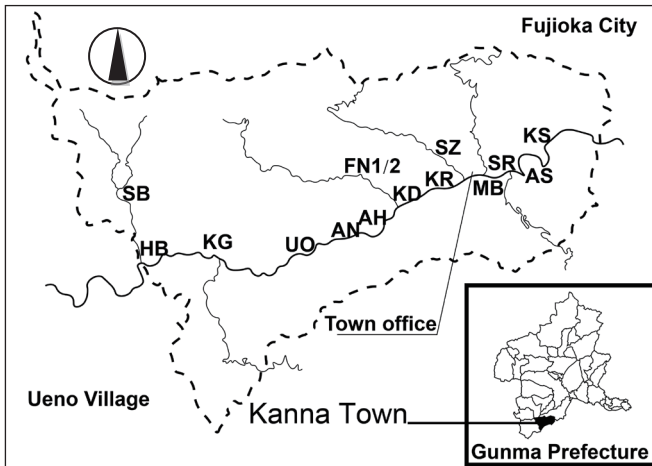 Fujioka City
KS
SZ
SR
FN1/2
AS
KR
MB
SB
KD
AH
AN
HB
KG
UO
Town office
Ueno Village
Kanna Town
Gunma Prefecture